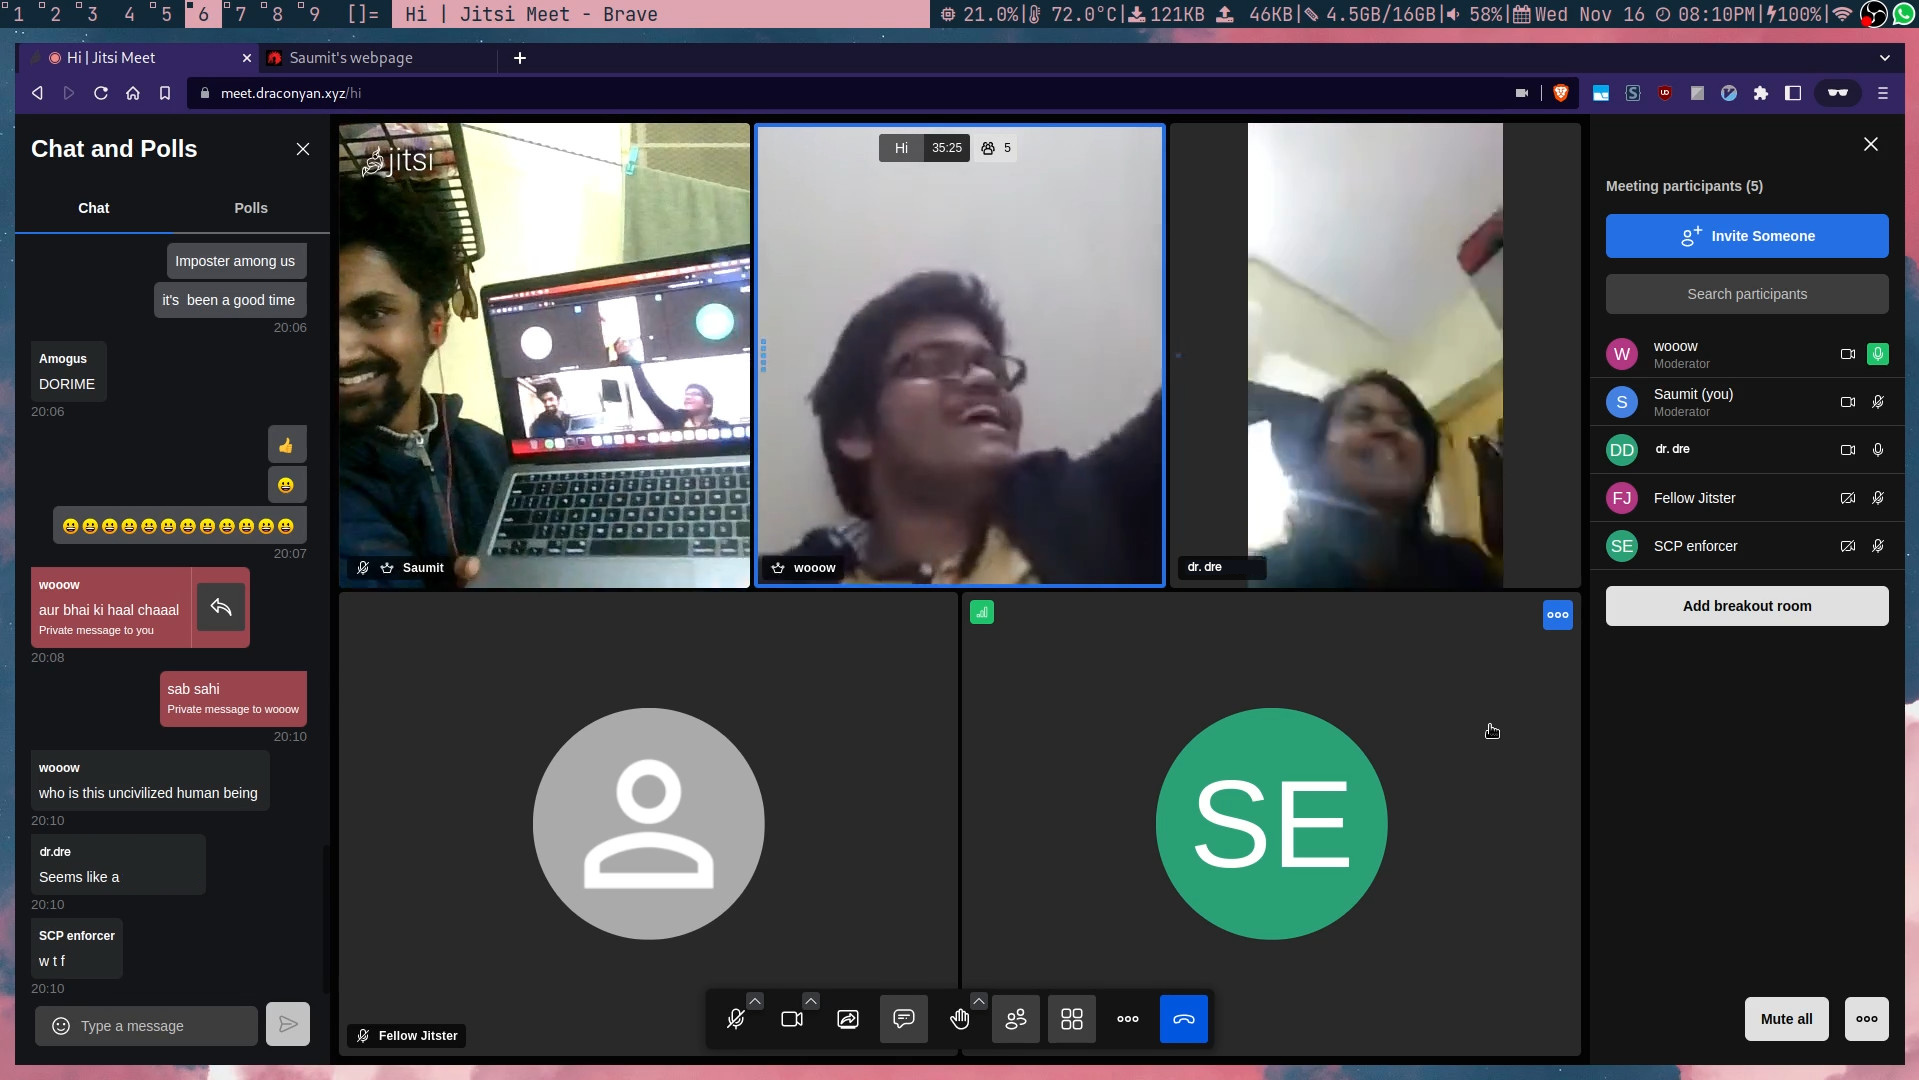 1 2 3 4 5 6 7 8 9 []= Hi | Jitsi Meet - Brave 21.0%| 72.0°C| 121KB 46KB| 4.5GB/16GB| 58%| Wed Nov 16 08:10PM| 100%|
Hi | Jitsi Meet
Saumit's webpage
meet.draconyan.xyz/hi
Chat and Polls
Chat
Polls
Imposter among us
it's been a good time
20:06
Amogus
DORIME
20:06
20:07
wooow
aur bhai ki haal chaaal
Private message to you
20:08
sab sahi
Private message to wooow
20:10
wooow
who is this uncivilized human being
20:10
dr.dre
Seems like a
20:10
SCP enforcer
w t f
20:10
Type a message
jitsi
Hi 35:25 5
Saumit
wooow
dr. dre
SE
Fellow Jitster
Meeting participants (5)
Invite Someone
Search participants
W
wooow
Moderator
S
Saumit (you)
Moderator
DD
dr. dre
FJ
Fellow Jitster
SE
SCP enforcer
Add breakout room
Mute all